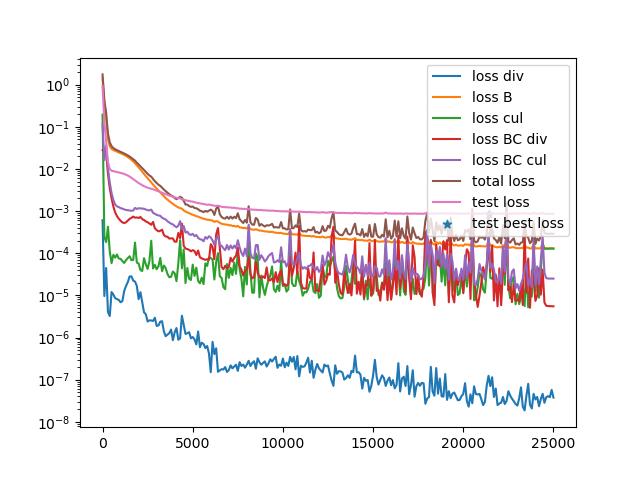 10⁰
10⁻¹
10⁻²
10⁻³
10⁻⁴
10⁻⁵
10⁻⁶
10⁻⁷
10⁻⁸
0 5000 10000 15000 20000 25000
loss div
loss B
loss cul
loss BC div
loss BC cul
total loss
test loss
test best loss